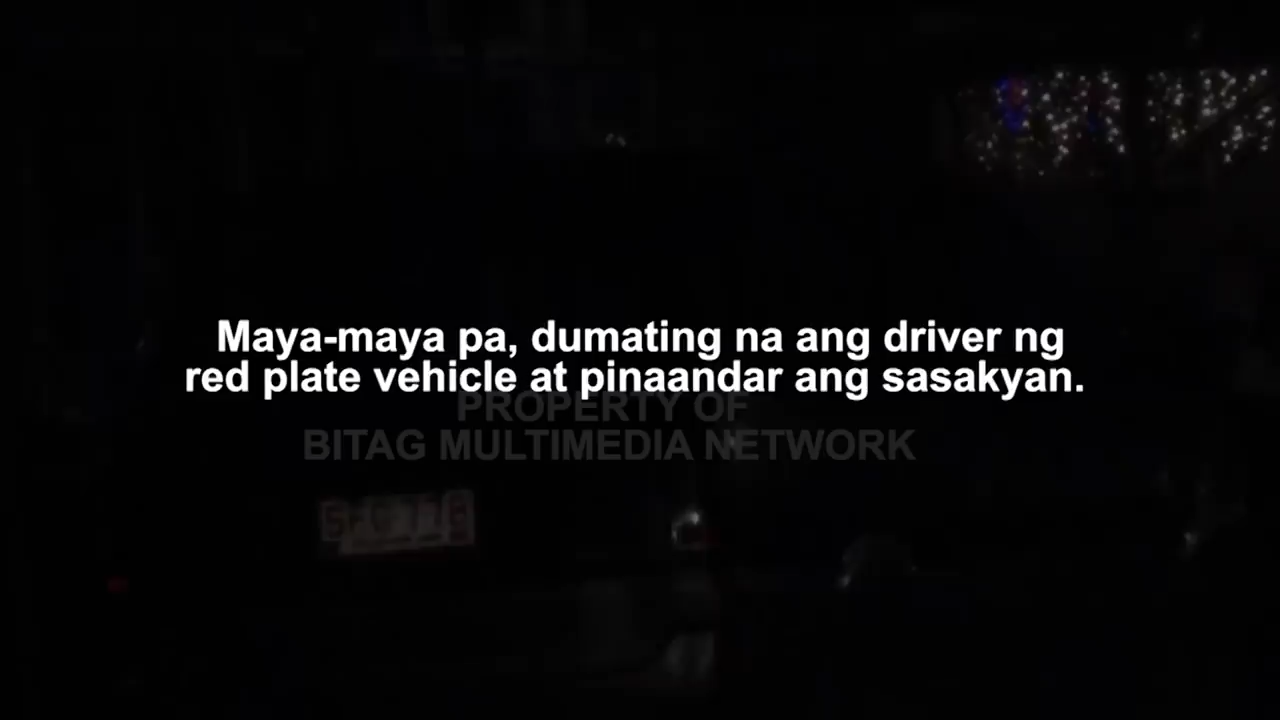 Maya-maya pa, dumating na ang driver ng
red plate vehicle at pinaandar ang sasakyan.
PROPERTY OF
BITAG MULTIMEDIA NETWORK